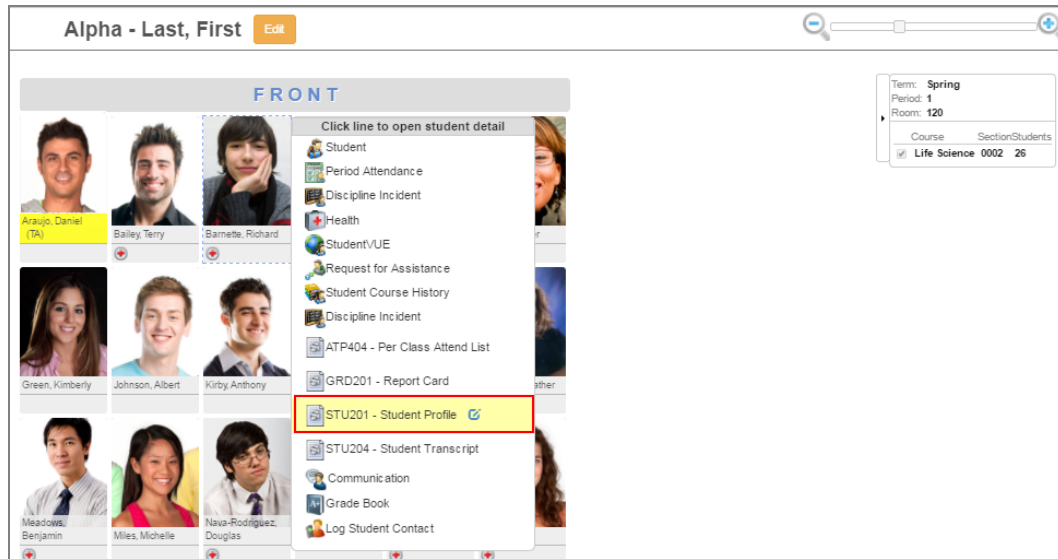 Alpha - Last, First
Edit
FRONT
Term: Spring
Period: 1
Room: 120
Course Section Students
Life Science 0002 26
Click line to open student detail
Student
Period Attendance
Discipline Incident
Health
StudentVUE
Request for Assistance
Student Course History
Discipline Incident
ATP404 - Per Class Attend List
GRD201 - Report Card
STU201 - Student Profile
STU204 - Student Transcript
Communication
Grade Book
Log Student Contact
Araujo, Daniel
(TA)
Bailey, Terry
Barnette, Richard
Green, Kimberly
Johnson, Albert
Kirby, Anthony
Meadows,
Benjamin
Miles, Michelle
Nava-Rodriguez,
Douglas